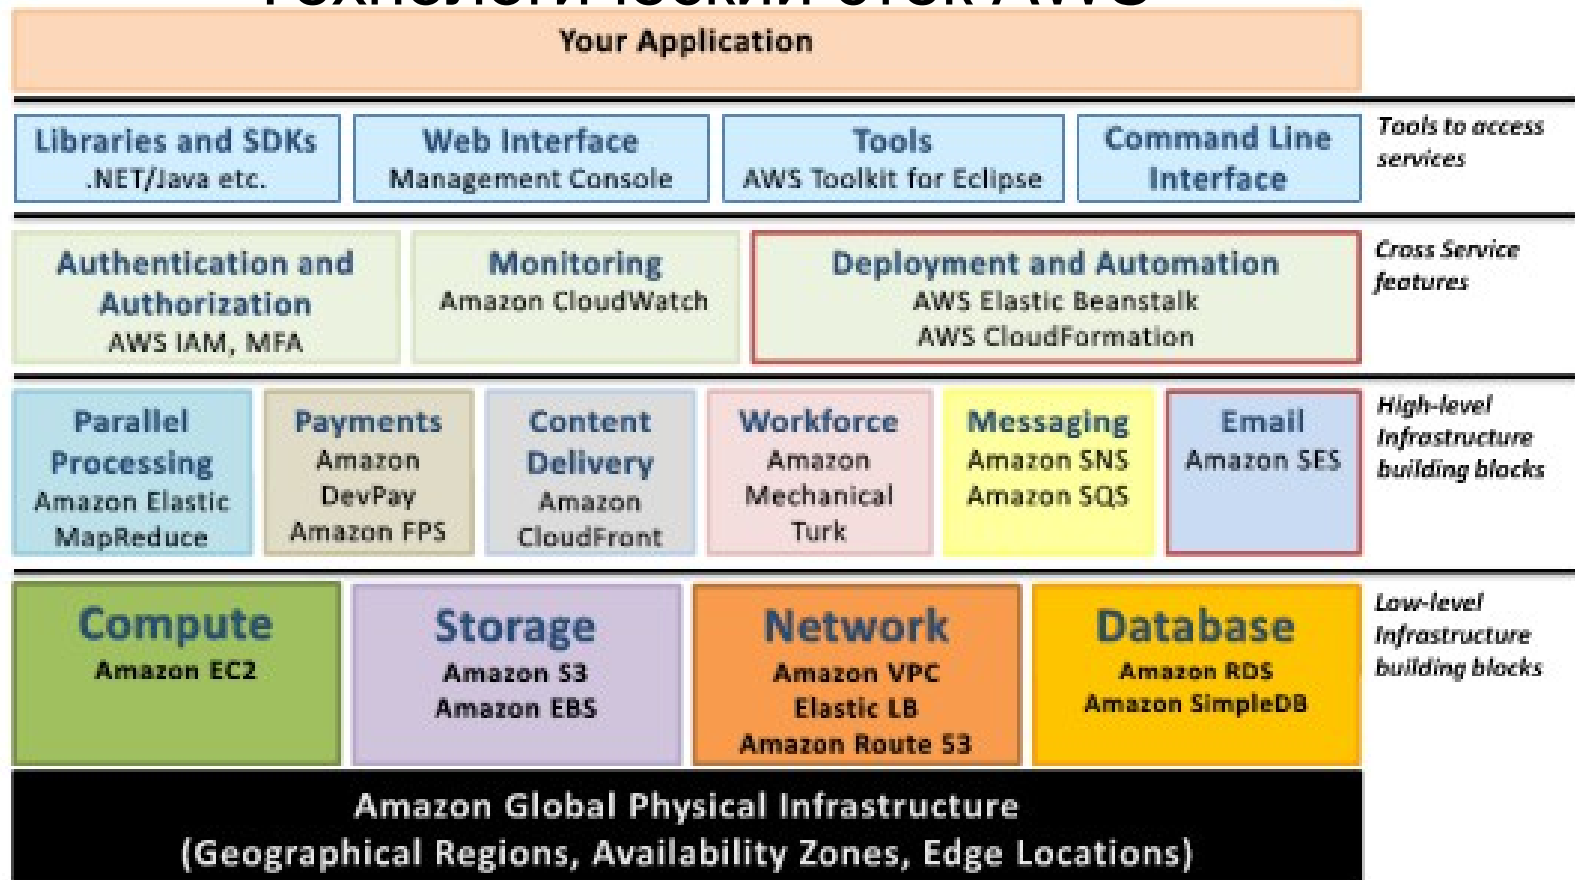 Технологический стек AWS
Your Application
Libraries and SDKs
.NET/Java etc.
Web Interface
Management Console
Tools
AWS Toolkit for Eclipse
Command Line
Interface
Tools to access
services
Authentication and
Authorization
AWS IAM, MFA
Monitoring
Amazon CloudWatch
Deployment and Automation
AWS Elastic Beanstalk
AWS CloudFormation
Cross Service
features
Parallel
Processing
Amazon Elastic
MapReduce
Payments
Amazon
DevPay
Amazon FPS
Content
Delivery
Amazon
CloudFront
Workforce
Amazon
Mechanical
Turk
Messaging
Amazon SNS
Amazon SQS
Email
Amazon SES
High-level
Infrastructure
building blocks
Compute
Amazon EC2
Storage
Amazon S3
Amazon EBS
Network
Amazon VPC
Elastic LB
Amazon Route 53
Database
Amazon RDS
Amazon SimpleDB
Low-level
Infrastructure
building blocks
Amazon Global Physical Infrastructure
(Geographical Regions, Availability Zones, Edge Locations)